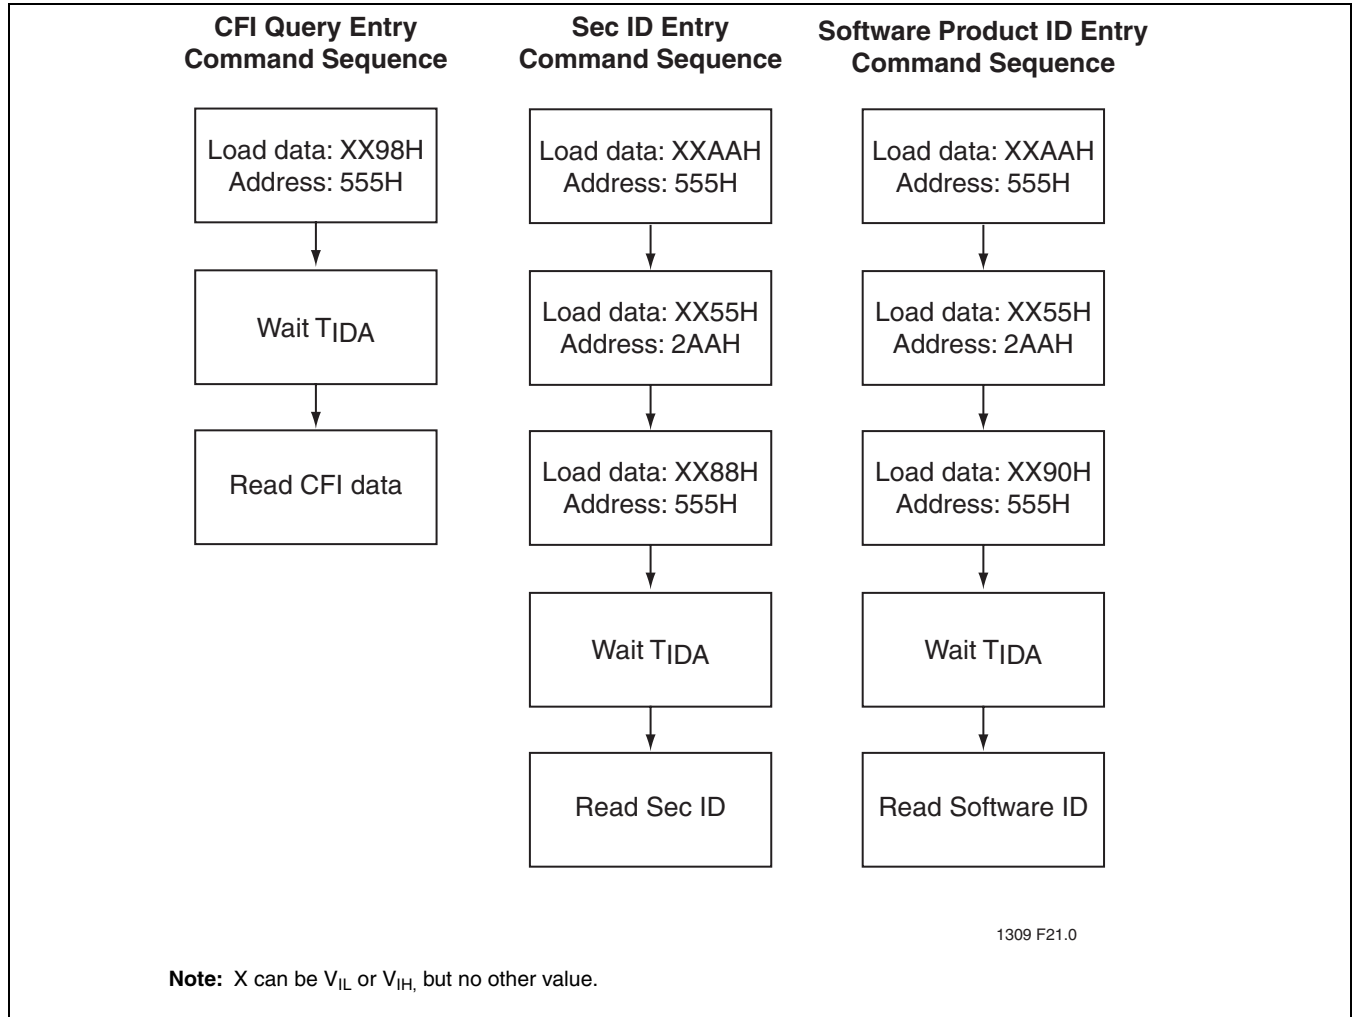 CFI Query Entry
Command Sequence
Load data: XX98H
Address: 555H
Wait TIDA
Read CFI data
Sec ID Entry
Command Sequence
Load data: XXAAH
Address: 555H
Load data: XX55H
Address: 2AAH
Load data: XX88H
Address: 555H
Wait TIDA
Read Sec ID
Software Product ID Entry
Command Sequence
Load data: XXAAH
Address: 555H
Load data: XX55H
Address: 2AAH
Load data: XX90H
Address: 555H
Wait TIDA
Read Software ID
1309 F21.0
Note: X can be VIL or VIH, but no other value.